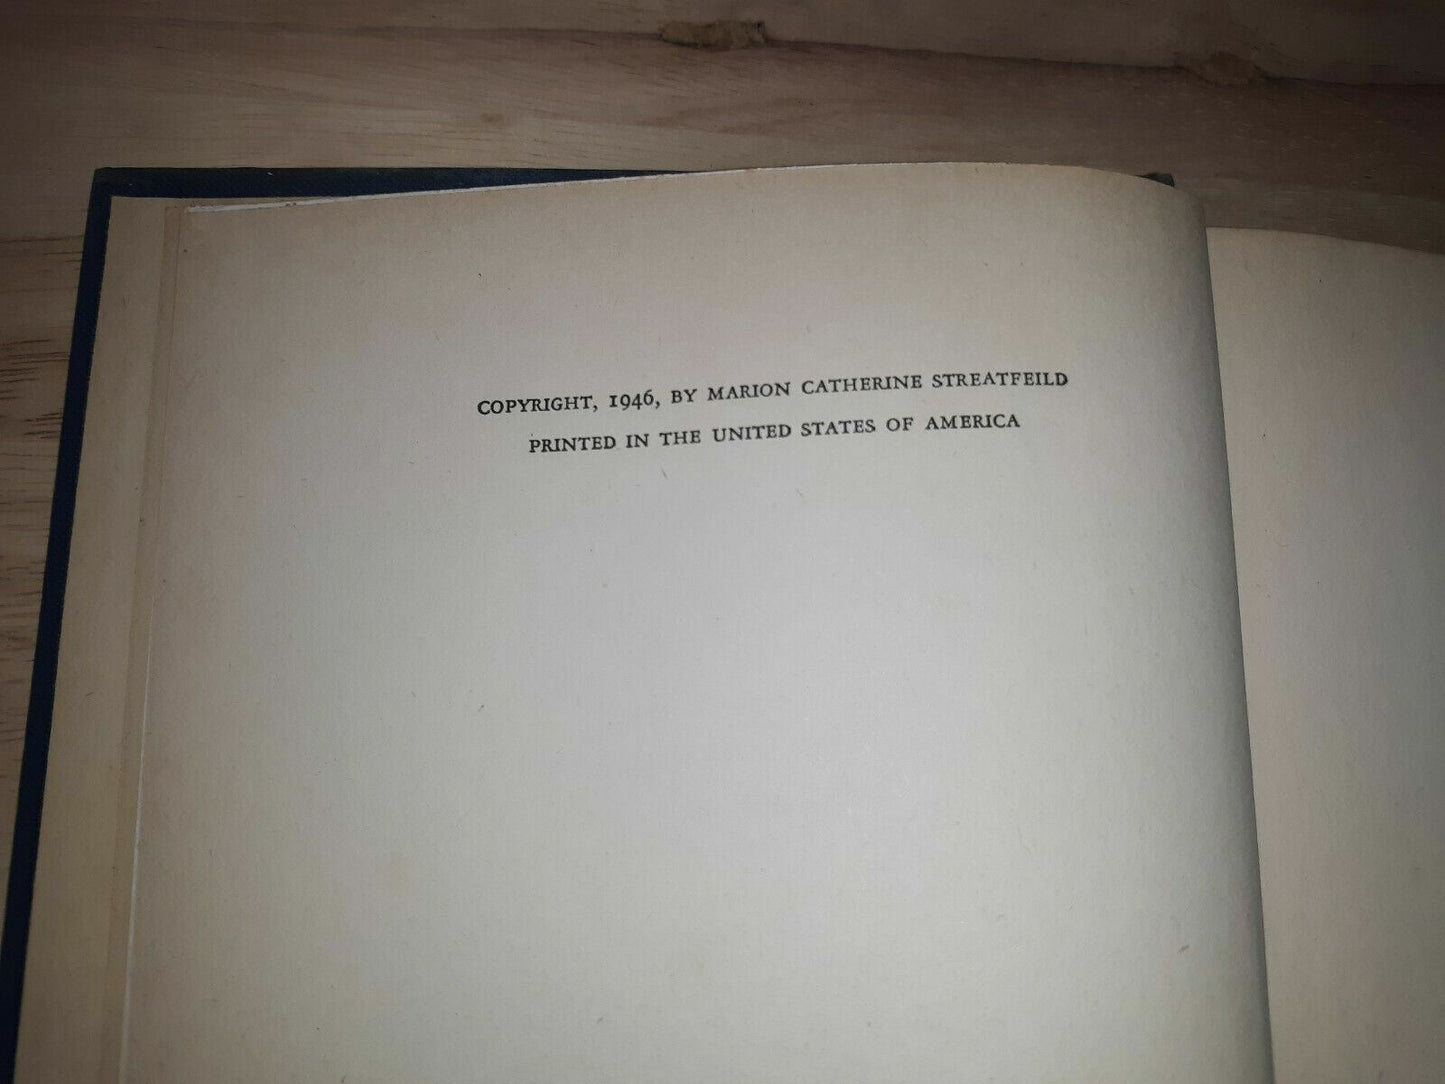 COPYRIGHT, 1946, BY MARION CATHERINE STREATFEILD
PRINTED IN THE UNITED STATES OF AMERICA